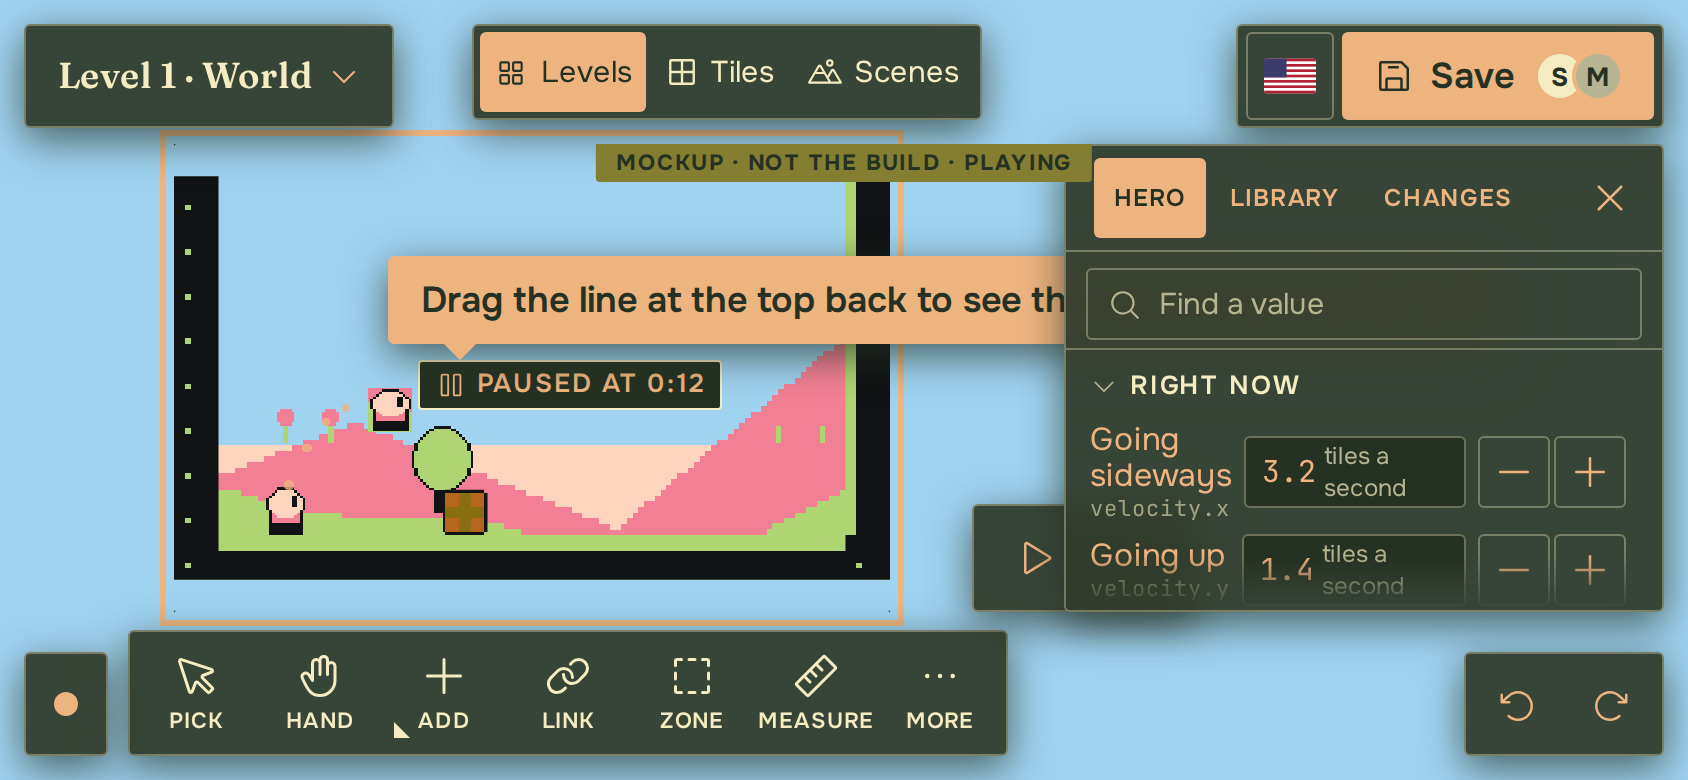 Level 1 · World
Levels
Tiles
Scenes
Save
S
M
MOCKUP · NOT THE BUILD · PLAYING
HERO
LIBRARY
CHANGES
Drag the line at the top back to see th
Find a value
PAUSED AT 0:12
RIGHT NOW
Going sideways
velocity.x
3.2
tiles a second
Going up
velocity.y
1.4
tiles a second
PICK
HAND
ADD
LINK
ZONE
MEASURE
MORE